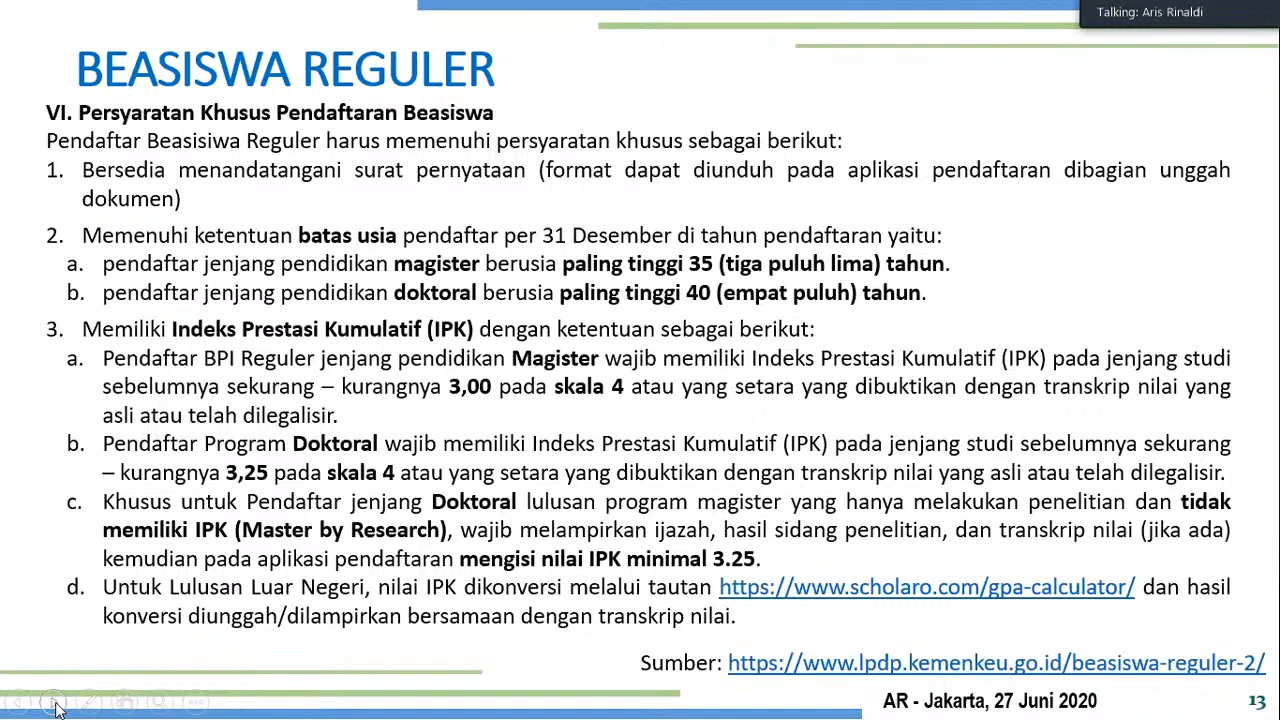 Talking: Aris Rinaldi
BEASISWA REGULER
VI. Persyaratan Khusus Pendaftaran Beasiswa
Pendaftar Beasisiwa Reguler harus memenuhi persyaratan khusus sebagai berikut:
1. Bersedia menandatangani surat pernyataan (format dapat diunduh pada aplikasi pendaftaran dibagian unggah
dokumen)
2. Memenuhi ketentuan batas usia pendaftar per 31 Desember di tahun pendaftaran yaitu:
a. pendaftar jenjang pendidikan magister berusia paling tinggi 35 (tiga puluh lima) tahun.
b. pendaftar jenjang pendidikan doktoral berusia paling tinggi 40 (empat puluh) tahun.
3. Memiliki Indeks Prestasi Kumulatif (IPK) dengan ketentuan sebagai berikut:
a. Pendaftar BPI Reguler jenjang pendidikan Magister wajib memiliki Indeks Prestasi Kumulatif (IPK) pada jenjang studi
sebelumnya sekurang – kurangnya 3,00 pada skala 4 atau yang setara yang dibuktikan dengan transkrip nilai yang
asli atau telah dilegalisir.
b. Pendaftar Program Doktoral wajib memiliki Indeks Prestasi Kumulatif (IPK) pada jenjang studi sebelumnya sekurang
– kurangnya 3,25 pada skala 4 atau yang setara yang dibuktikan dengan transkrip nilai yang asli atau telah dilegalisir.
c. Khusus untuk Pendaftar jenjang Doktoral lulusan program magister yang hanya melakukan penelitian dan tidak
memiliki IPK (Master by Research), wajib melampirkan ijazah, hasil sidang penelitian, dan transkrip nilai (jika ada)
kemudian pada aplikasi pendaftaran mengisi nilai IPK minimal 3.25.
d. Untuk Lulusan Luar Negeri, nilai IPK dikonversi melalui tautan https://www.scholaro.com/gpa-calculator/ dan hasil
konversi diunggah/dilampirkan bersamaan dengan transkrip nilai.
Sumber: https://www.lpdp.kemenkeu.go.id/beasiswa-reguler-2/
AR - Jakarta, 27 Juni 2020
13